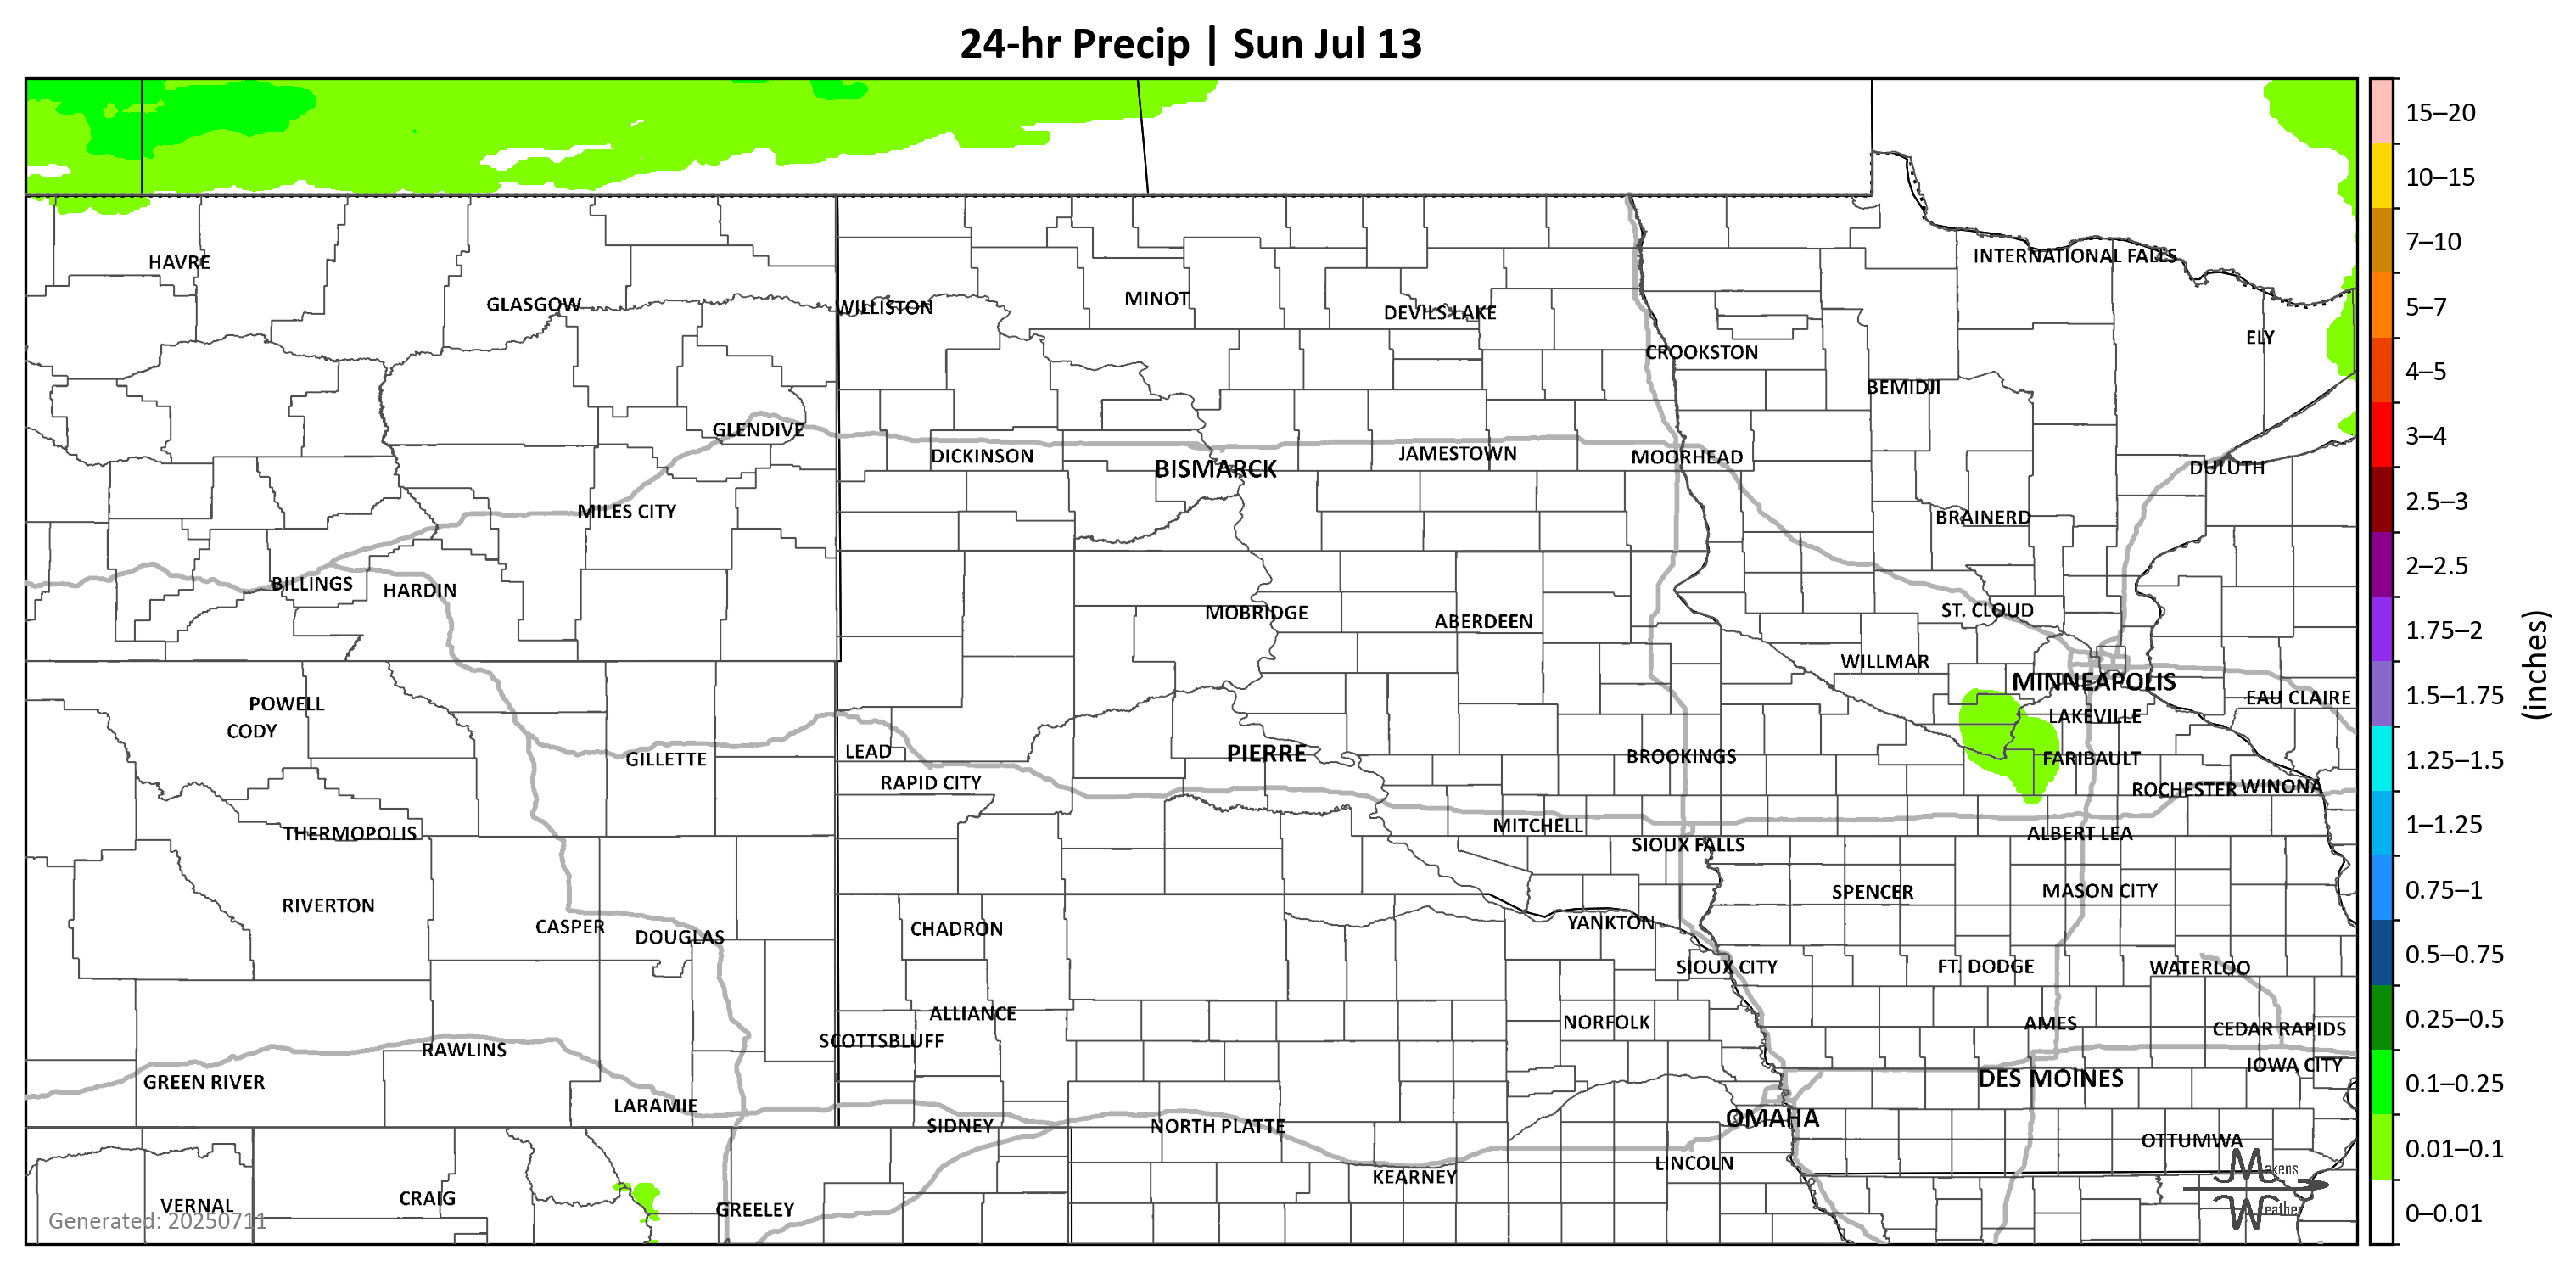 24-hr Precip | Sun Jul 13
15–20
10–15
7–10
5–7
4–5
3–4
2.5–3
2–2.5
1.75–2
1.5–1.75
1.25–1.5
1–1.25
0.75–1
0.5–0.75
0.25–0.5
0.1–0.25
0.01–0.1
0–0.01
(inches)
HAVRE
GLASGOW
WILLISTON
MINOT
DEVILS LAKE
CROOKSTON
INTERNATIONAL FALLS
ELY
BEMIDJI
GLENDIVE
DICKINSON
BISMARCK
JAMESTOWN
MOORHEAD
DULUTH
MILES CITY
BRAINERD
BILLINGS
HARDIN
MOBRIDGE
ABERDEEN
ST. CLOUD
WILLMAR
MINNEAPOLIS
EAU CLAIRE
POWELL
CODY
LAKEVILLE
GILLETTE
LEAD
PIERRE
BROOKINGS
FARIBAULT
RAPID CITY
ROCHESTER
WINONA
THERMOPOLIS
MITCHELL
SIOUX FALLS
ALBERT LEA
RIVERTON
SPENCER
MASON CITY
CASPER
DOUGLAS
CHADRON
YANKTON
SIOUX CITY
FT. DODGE
WATERLOO
ALLIANCE
NORFOLK
AMES
CEDAR RAPIDS
SCOTTSBLUFF
RAWLINS
IOWA CITY
GREEN RIVER
DES MOINES
LARAMIE
SIDNEY
NORTH PLATTE
OMAHA
OTTUMWA
LINCOLN
KEARNEY
VERNAL
CRAIG
GREELEY
Generated: 20250711
Makens
Weather